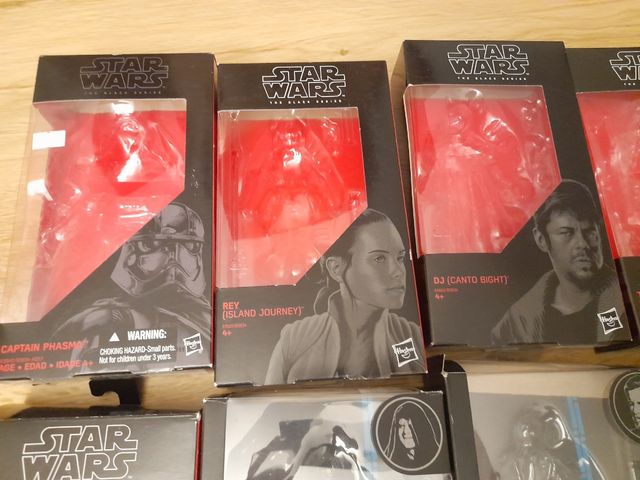 STAR
WARS
THE BLACK SERIES
CAPTAIN PHASMA
AGE • EDAD • IDADE 4+
WARNING:
CHOKING HAZARD-Small parts.
Not for children under 3 years.
STAR
WARS
THE BLACK SERIES
REY
(ISLAND JOURNEY)
4+
Hasbro
STAR
WARS
THE BLACK SERIES
DJ (CANTO BIGHT)
4+
Hasbro
STAR
WARS